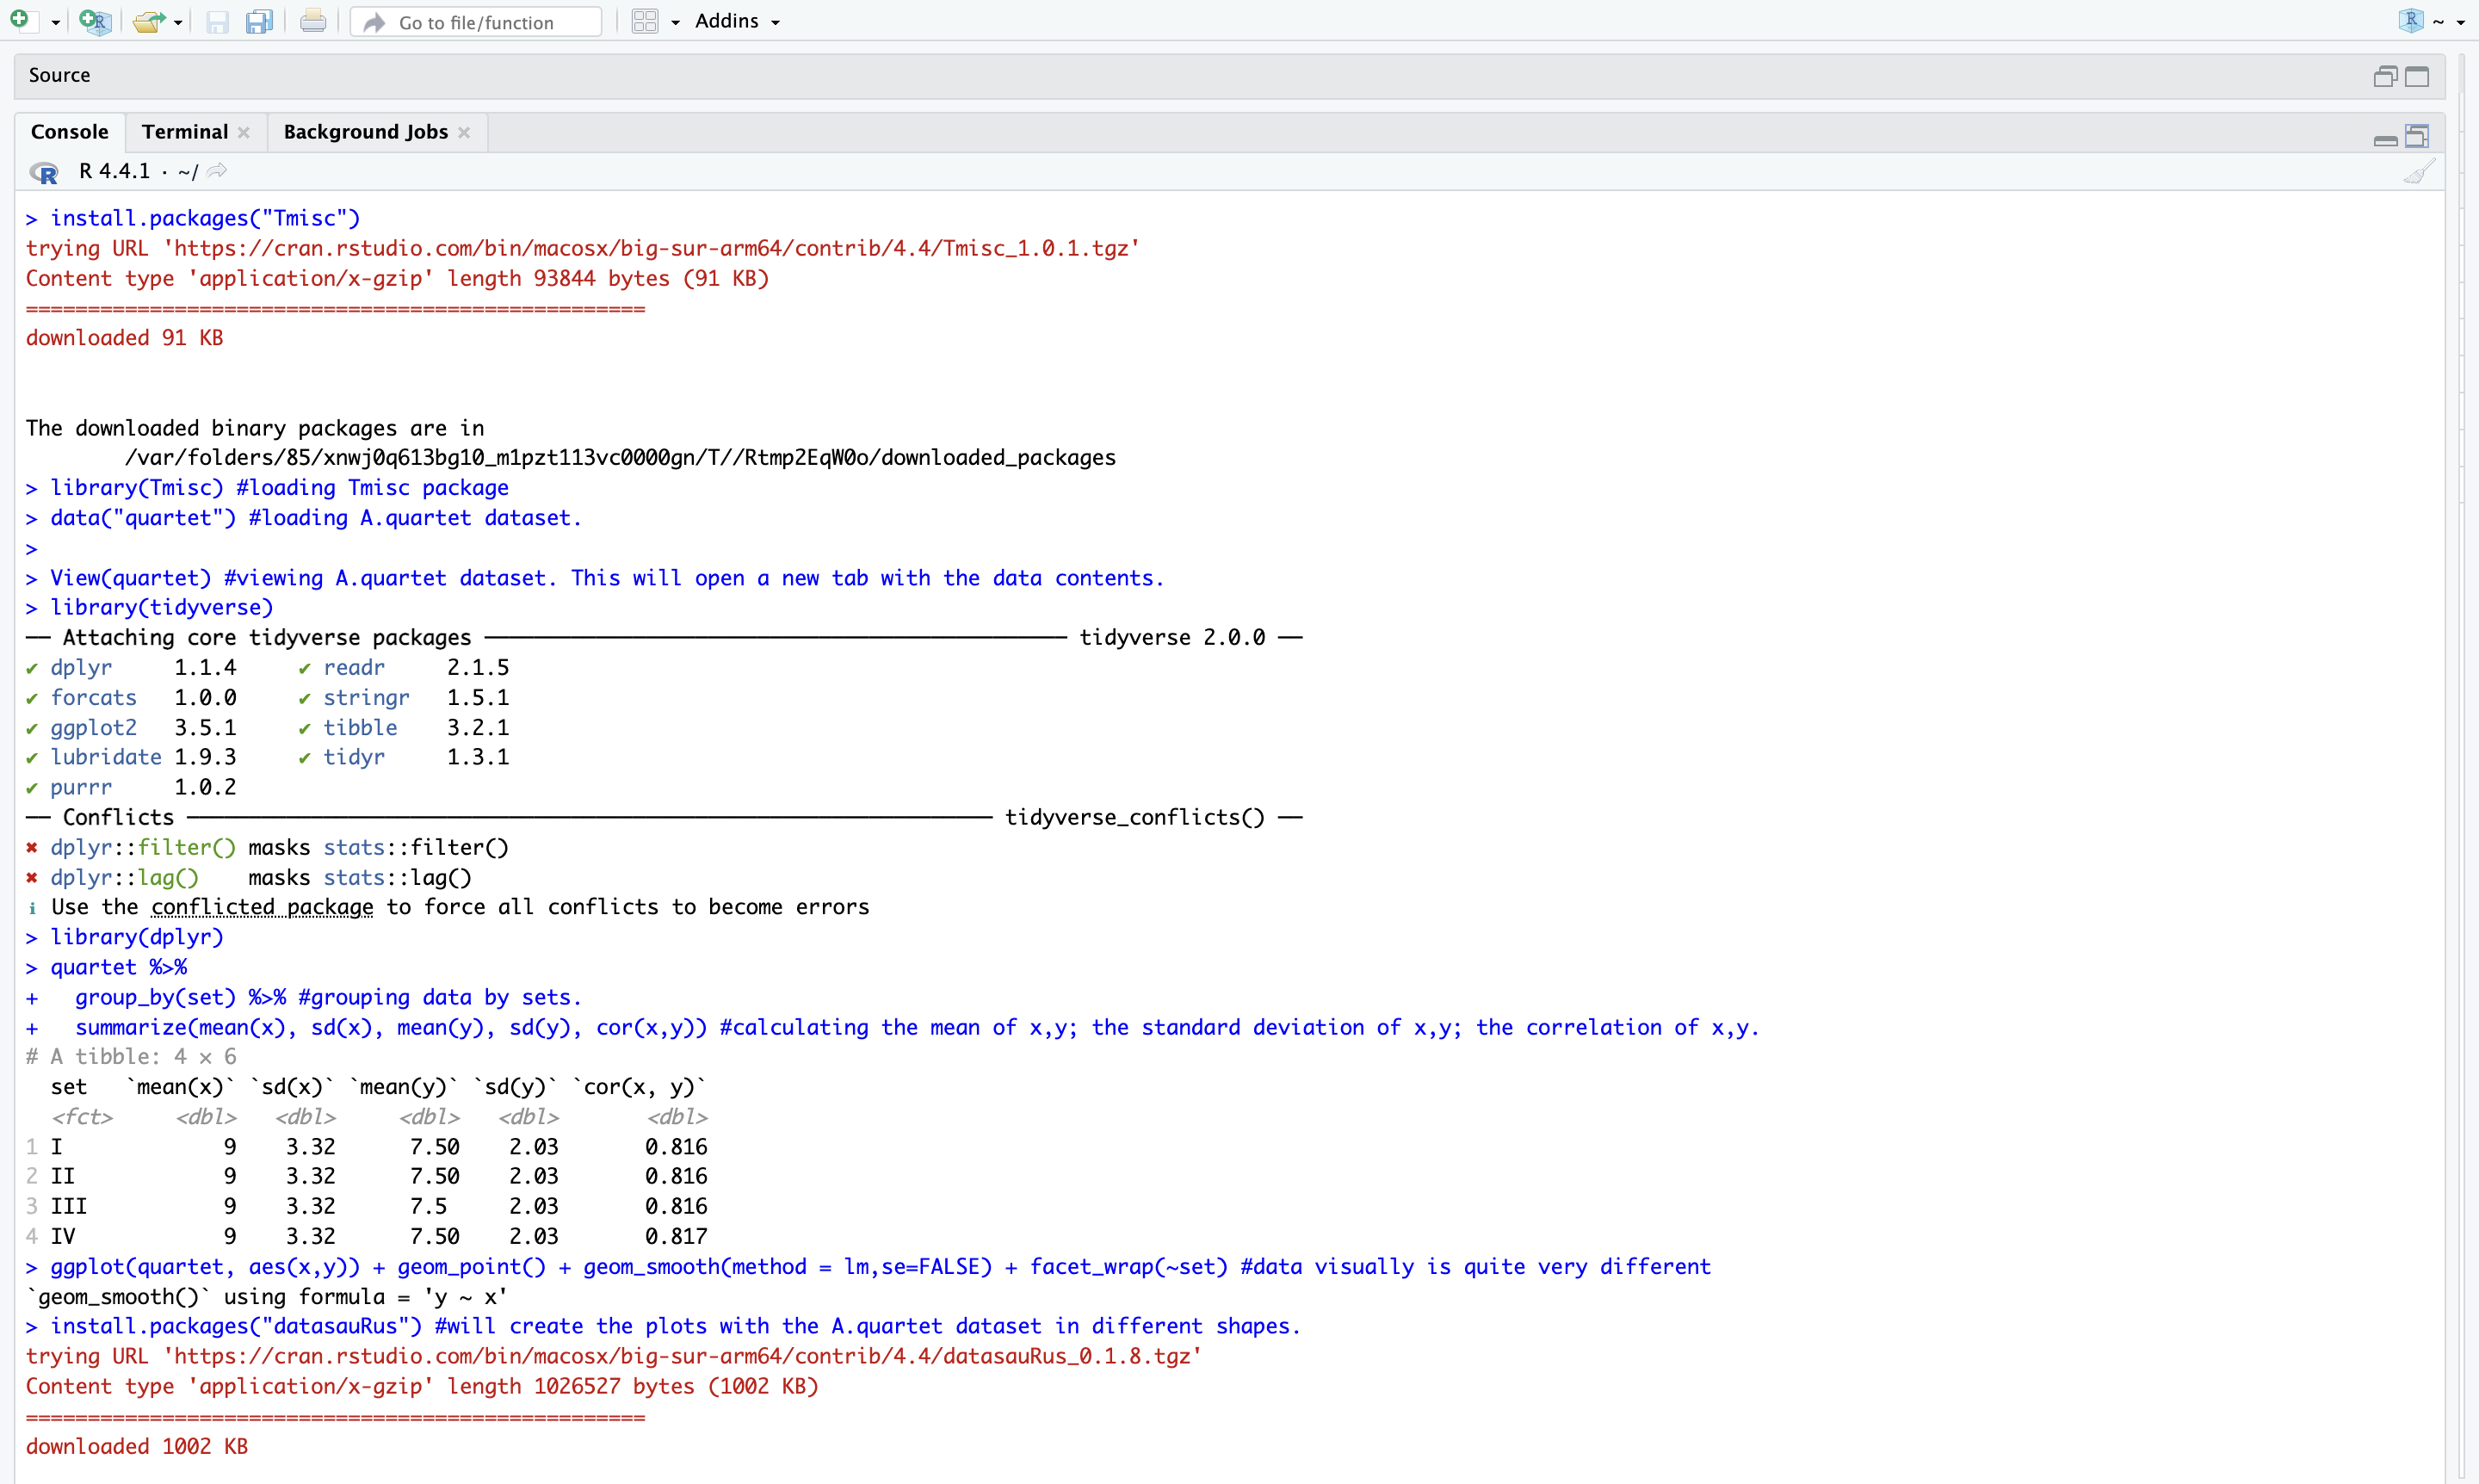 Go to file/function Addins R ~
Source
Console Terminal Background Jobs
R R 4.4.1 · ~/
> install.packages("Tmisc")
trying URL 'https://cran.rstudio.com/bin/macosx/big-sur-arm64/contrib/4.4/Tmisc_1.0.1.tgz'
Content type 'application/x-gzip' length 93844 bytes (91 KB)
==================================================
downloaded 91 KB
The downloaded binary packages are in
/var/folders/85/xnwj0q613bg10_m1pzt113vc0000gn/T//Rtmp2EqW0o/downloaded_packages
> library(Tmisc) #loading Tmisc package
> data("quartet") #loading A.quartet dataset.
>
> View(quartet) #viewing A.quartet dataset. This will open a new tab with the data contents.
> library(tidyverse)
── Attaching core tidyverse packages ─────────────────────────────────────────────── tidyverse 2.0.0 ──
✔ dplyr     1.1.4     ✔ readr     2.1.5
✔ forcats   1.0.0     ✔ stringr   1.5.1
✔ ggplot2   3.5.1     ✔ tibble    3.2.1
✔ lubridate 1.9.3     ✔ tidyr     1.3.1
✔ purrr     1.0.2
── Conflicts ───────────────────────────────────────────────────────────────── tidyverse_conflicts() ──
✖ dplyr::filter() masks stats::filter()
✖ dplyr::lag()    masks stats::lag()
ℹ Use the conflicted package to force all conflicts to become errors
> library(dplyr)
> quartet %>%
+   group_by(set) %>% #grouping data by sets.
+   summarize(mean(x), sd(x), mean(y), sd(y), cor(x,y)) #calculating the mean of x,y; the standard deviation of x,y; the correlation of x,y.
# A tibble: 4 × 6
  set   `mean(x)` `sd(x)` `mean(y)` `sd(y)` `cor(x, y)`
  <fct>     <dbl>   <dbl>     <dbl>   <dbl>       <dbl>
1 I             9    3.32      7.50    2.03       0.816
2 II            9    3.32      7.50    2.03       0.816
3 III           9    3.32      7.5     2.03       0.816
4 IV            9    3.32      7.50    2.03       0.817
> ggplot(quartet, aes(x,y)) + geom_point() + geom_smooth(method = lm,se=FALSE) + facet_wrap(~set) #data visually is quite very different
`geom_smooth()` using formula = 'y ~ x'
> install.packages("datasauRus") #will create the plots with the A.quartet dataset in different shapes.
trying URL 'https://cran.rstudio.com/bin/macosx/big-sur-arm64/contrib/4.4/datasauRus_0.1.8.tgz'
Content type 'application/x-gzip' length 1026527 bytes (1002 KB)
==================================================
downloaded 1002 KB